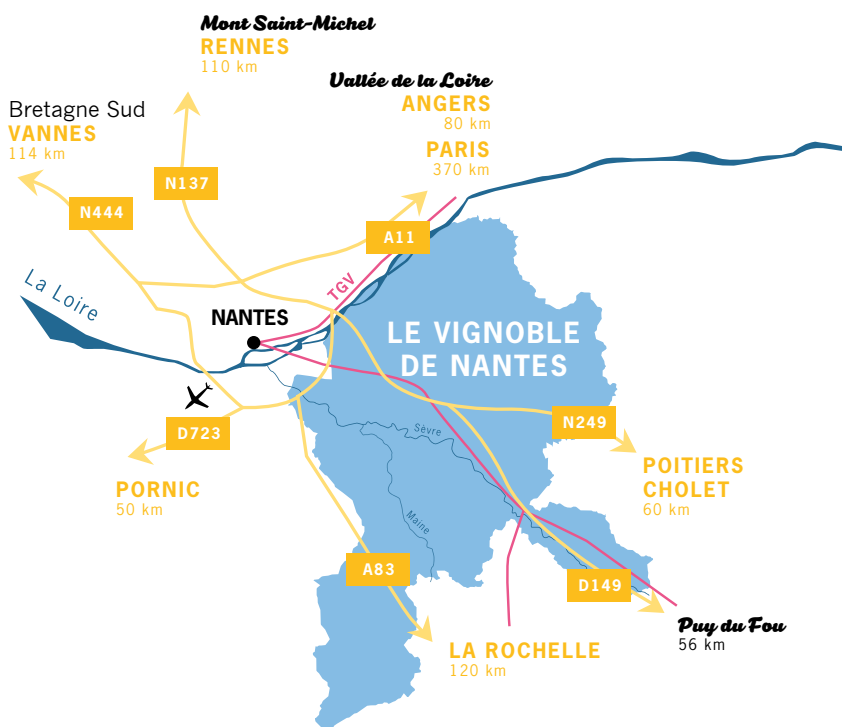 Mont Saint-Michel
RENNES
110 km
Vallée de la Loire
ANGERS
80 km
PARIS
370 km
Bretagne Sud
VANNES
114 km
N137
N444
A11
TGV
La Loire
NANTES
LE VIGNOBLE
DE NANTES
D723
Sèvre
N249
PORNIC
50 km
POITIERS
CHOLET
60 km
Maine
A83
D149
Puy du Fou
56 km
LA ROCHELLE
120 km